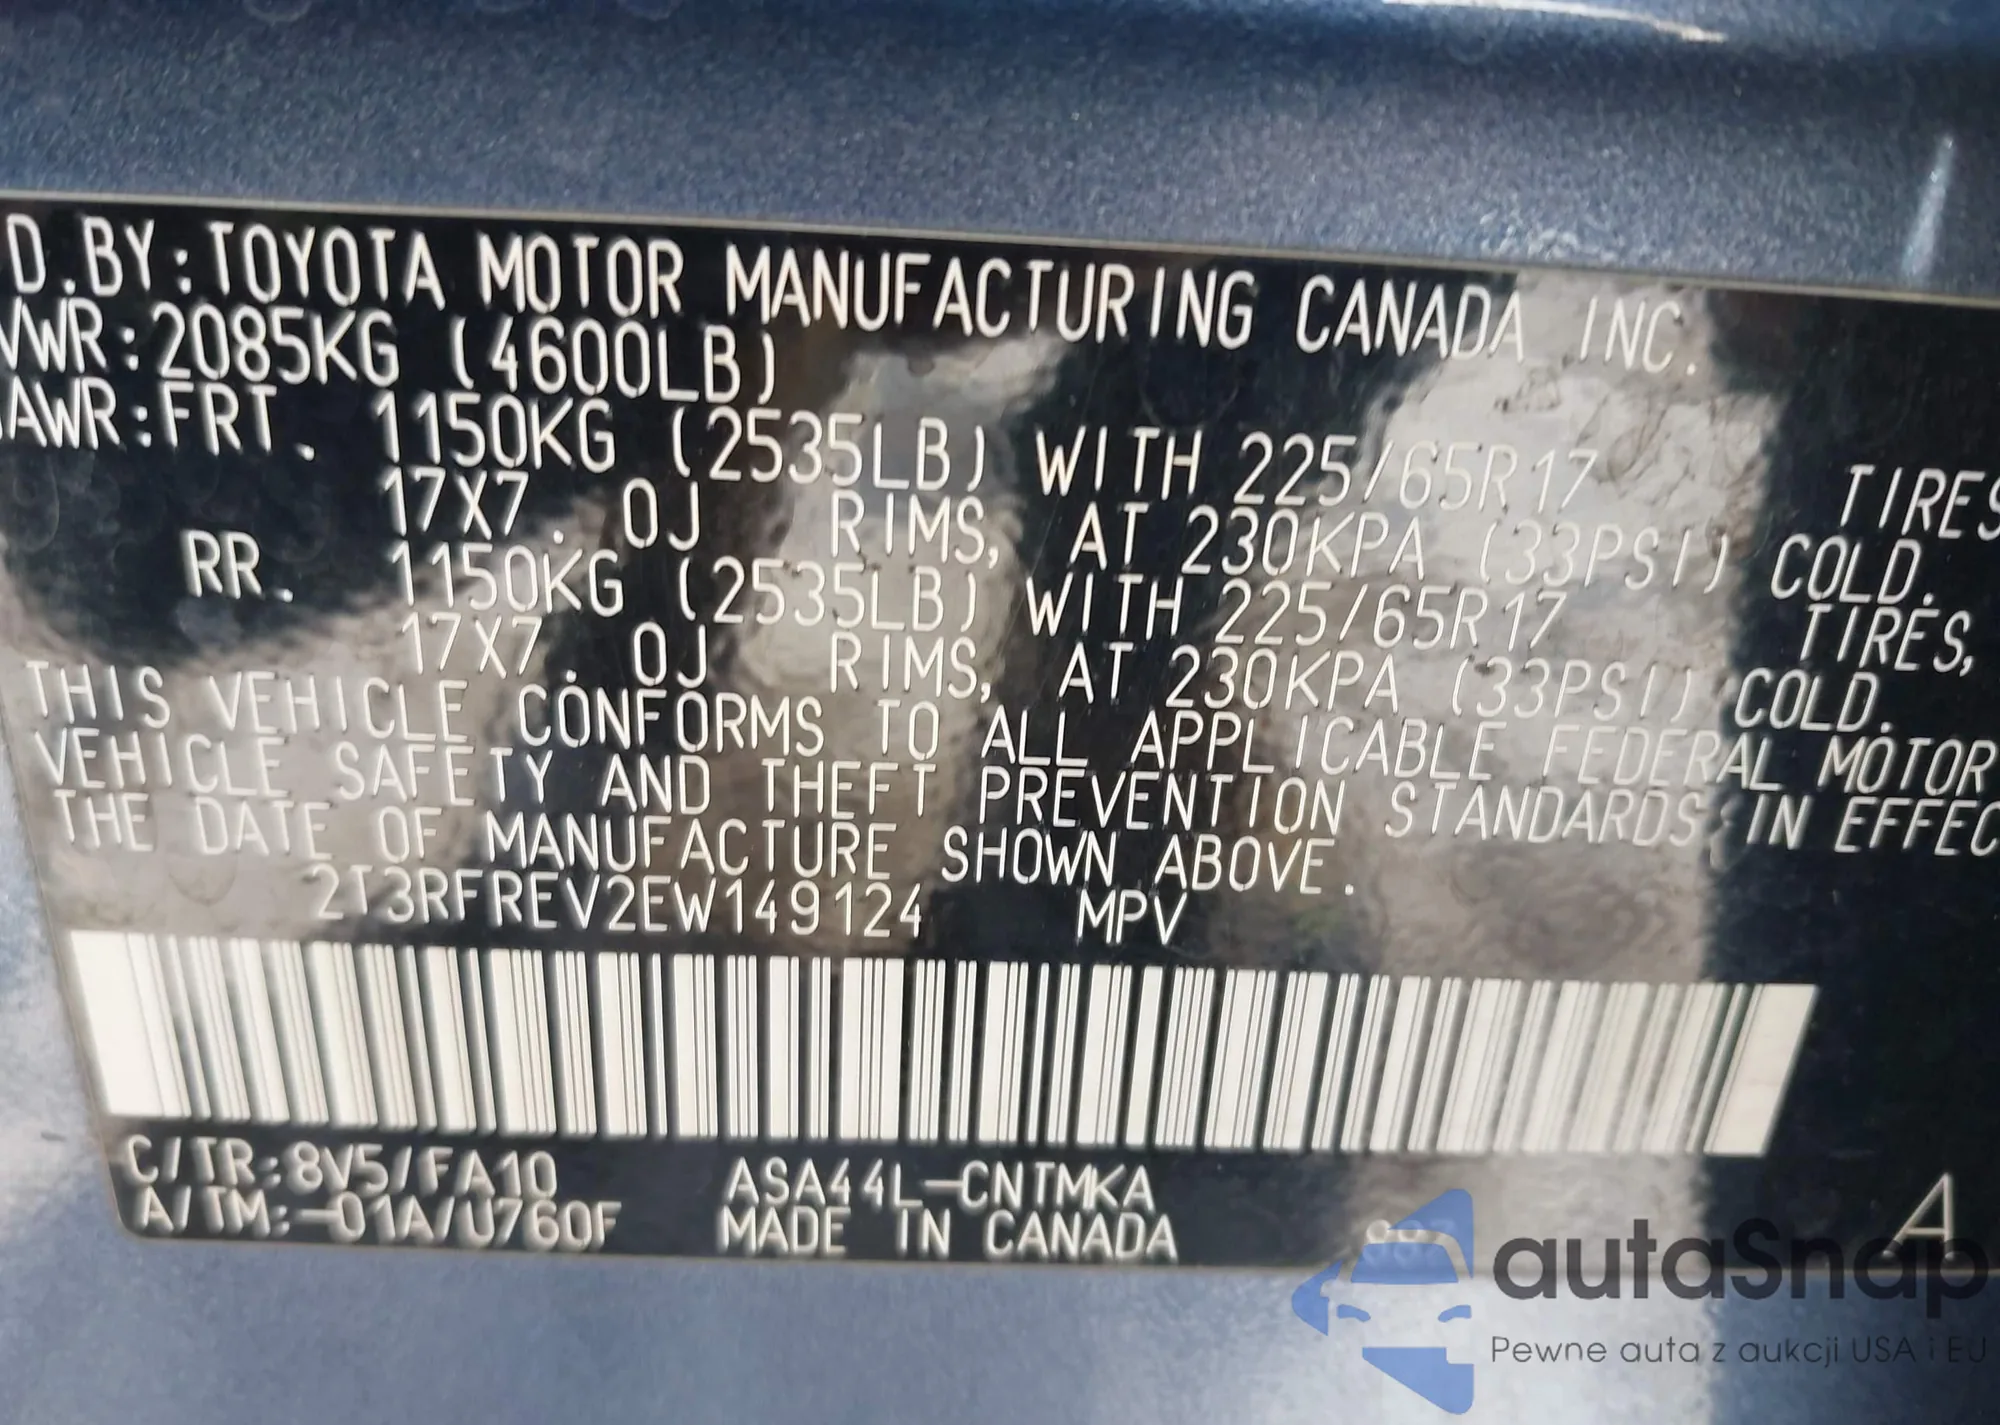 D.BY:TOYOTA MOTOR MANUFACTURING CANADA INC.
VWR:2085KG (4600LB)
AWR:FRT. 1150KG (2535LB) WITH 225/65R17 TIRES
17X7.0J RIMS, AT 230KPA (33PSI) COLD.
RR. 1150KG (2535LB) WITH 225/65R17 TIRES,
17X7.0J RIMS, AT 230KPA (33PSI) COLD.
THIS VEHICLE CONFORMS TO ALL APPLICABLE FEDERAL MOTOR
VEHICLE SAFETY AND THEFT PREVENTION STANDARDS IN EFFEC
THE DATE OF MANUFACTURE SHOWN ABOVE.
2T3RFREV2EW149124 MPV
C/TR:8V5/FA10 ASA44L-CNTMKA
A/TM:-01A/U760F MADE IN CANADA A
autaSnap
Pewne auta z aukcji USA i EU